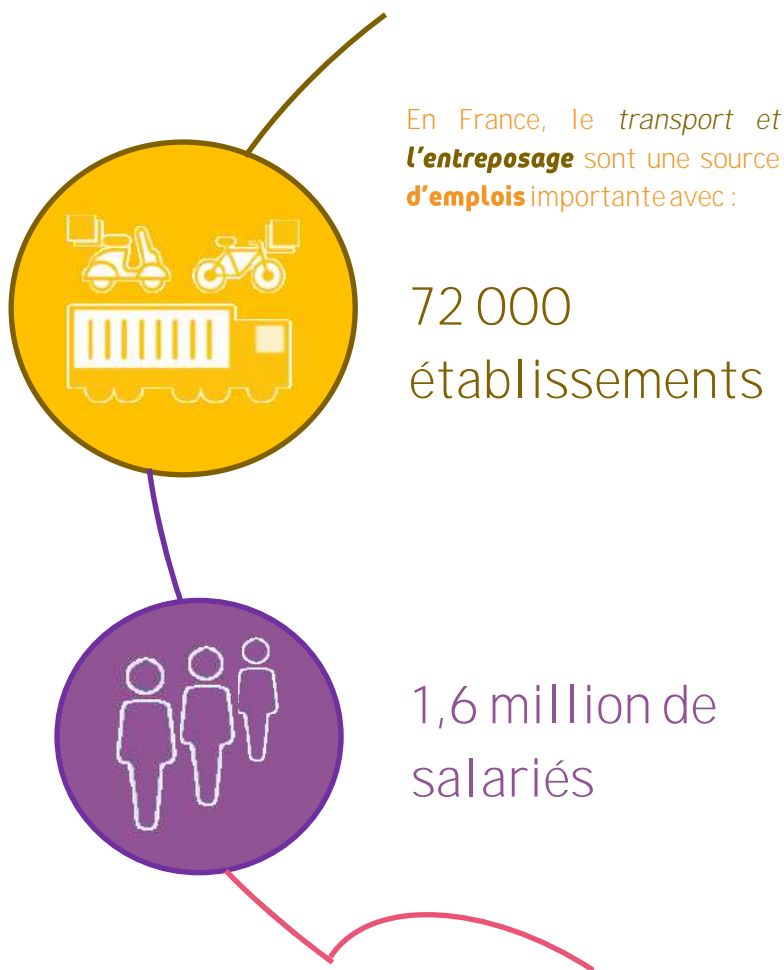 En France, le transport et
l'entreposage sont une source
d'emplois importante avec :
72 000
établissements
1,6 million de
salariés